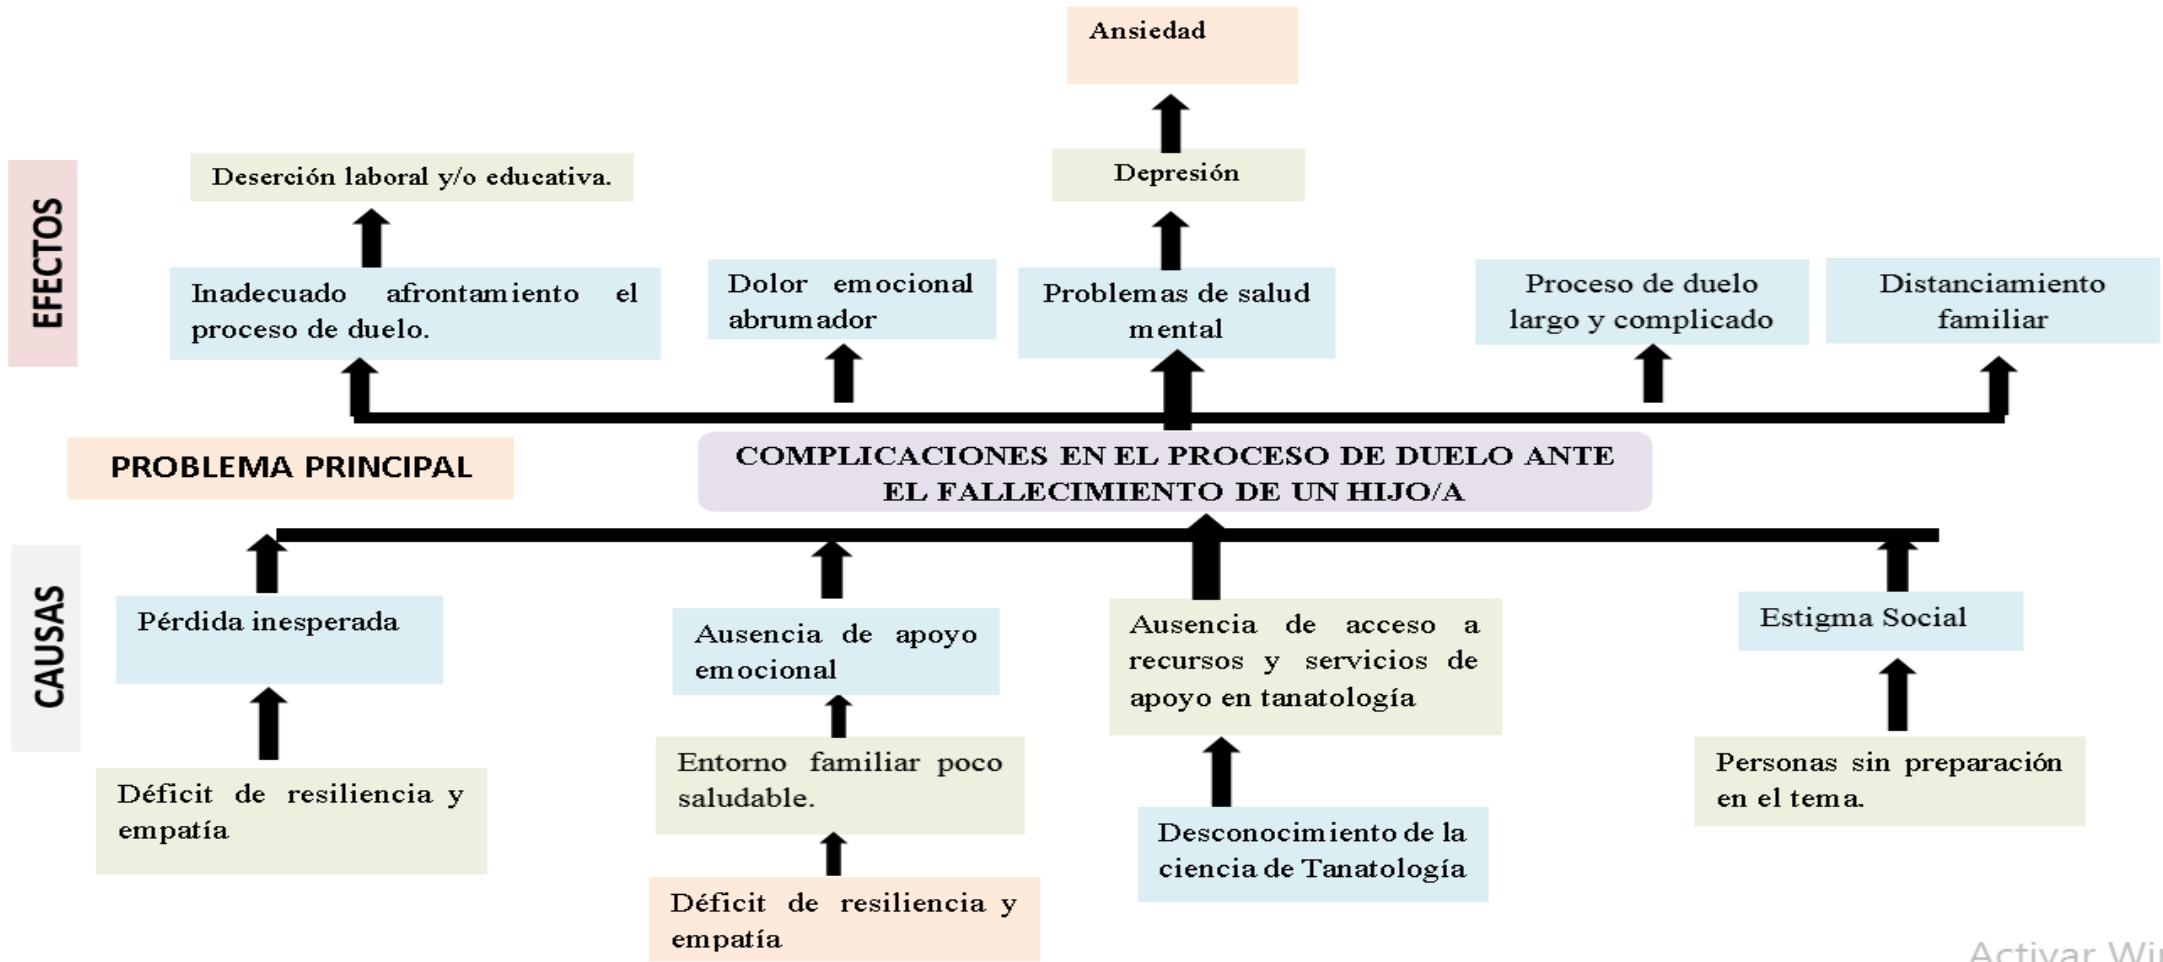 Ansiedad
Deserción laboral y/o educativa.
Depresión
EFECTOS
Inadecuado afrontamiento el
proceso de duelo.
Dolor emocional
abrumador
Problemas de salud
mental
Proceso de duelo
largo y complicado
Distanciamiento
familiar
PROBLEMA PRINCIPAL
COMPLICACIONES EN EL PROCESO DE DUELO ANTE
EL FALLECIMIENTO DE UN HIJO/A
CAUSAS
Pérdida inesperada
Ausencia de apoyo
emocional
Ausencia de acceso a
recursos y servicios de
apoyo en tanatología
Estigma Social
Déficit de resiliencia y
empatía
Entorno familiar poco
saludable.
Desconocimiento de la
ciencia de Tanatología
Personas sin preparación
en el tema.
Déficit de resiliencia y
empatía
Activar